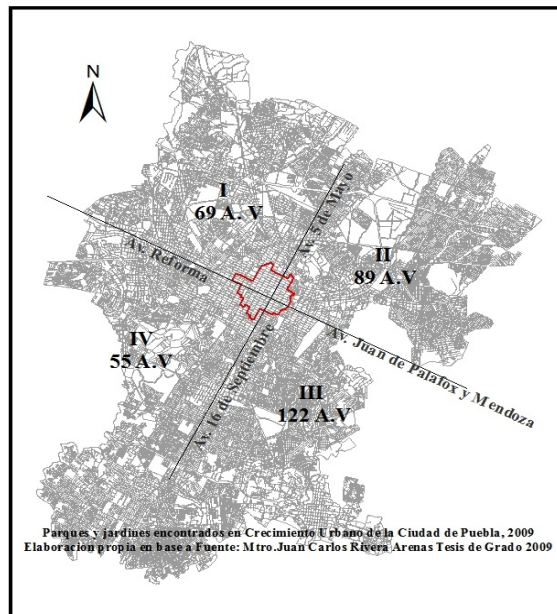 N
I
69 A. V
Av. 5 de Mayo
II
89 A.V
Av. Reforma
IV
55 A.V
Av. 16 de Septiembre
Av. Juan de Palafox y Mendoza
III
122 A.V
Parques y jardines encontrados en Crecimiento Urbano de la Ciudad de Puebla, 2009
Elaboración propia en base a Fuente: Mtro.Juan Carlos Rivera Arenas Tesis de Grado 2009